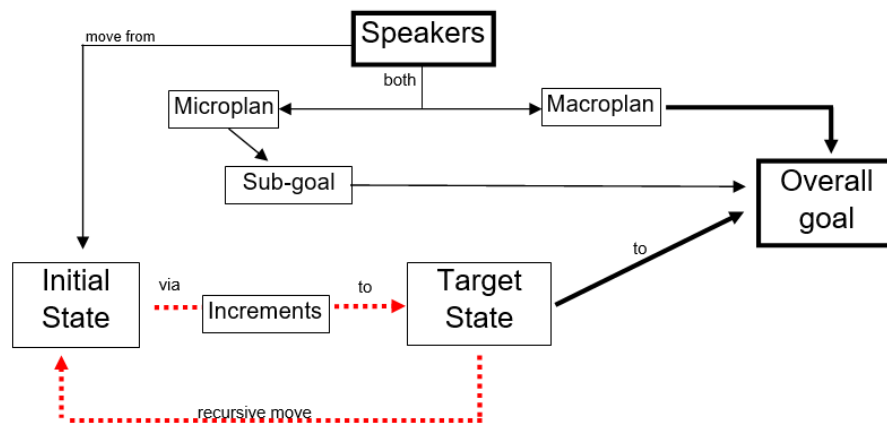 Speakers
move from
both
Microplan
Macroplan
Sub-goal
Overall
goal
to
Initial
State
via
Increments
to
Target
State
recursive move